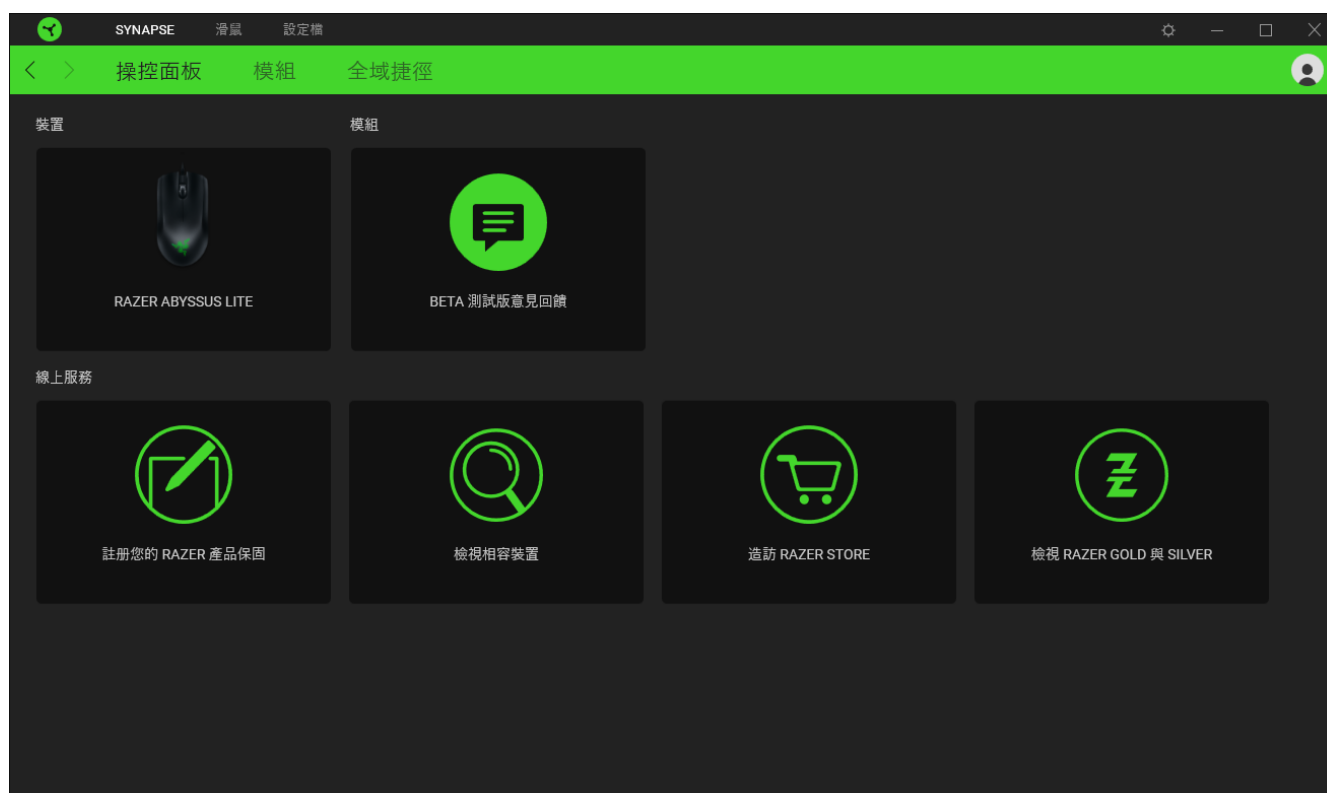 SYNAPSE 滑鼠 設定檔
操控面板 模組 全域捷徑
裝置 模組
RAZER ABYSSUS LITE BETA 測試版意見回饋
線上服務
註册您的 RAZER 產品保固 檢視相容裝置 造訪 RAZER STORE 檢視 RAZER GOLD 與 SILVER